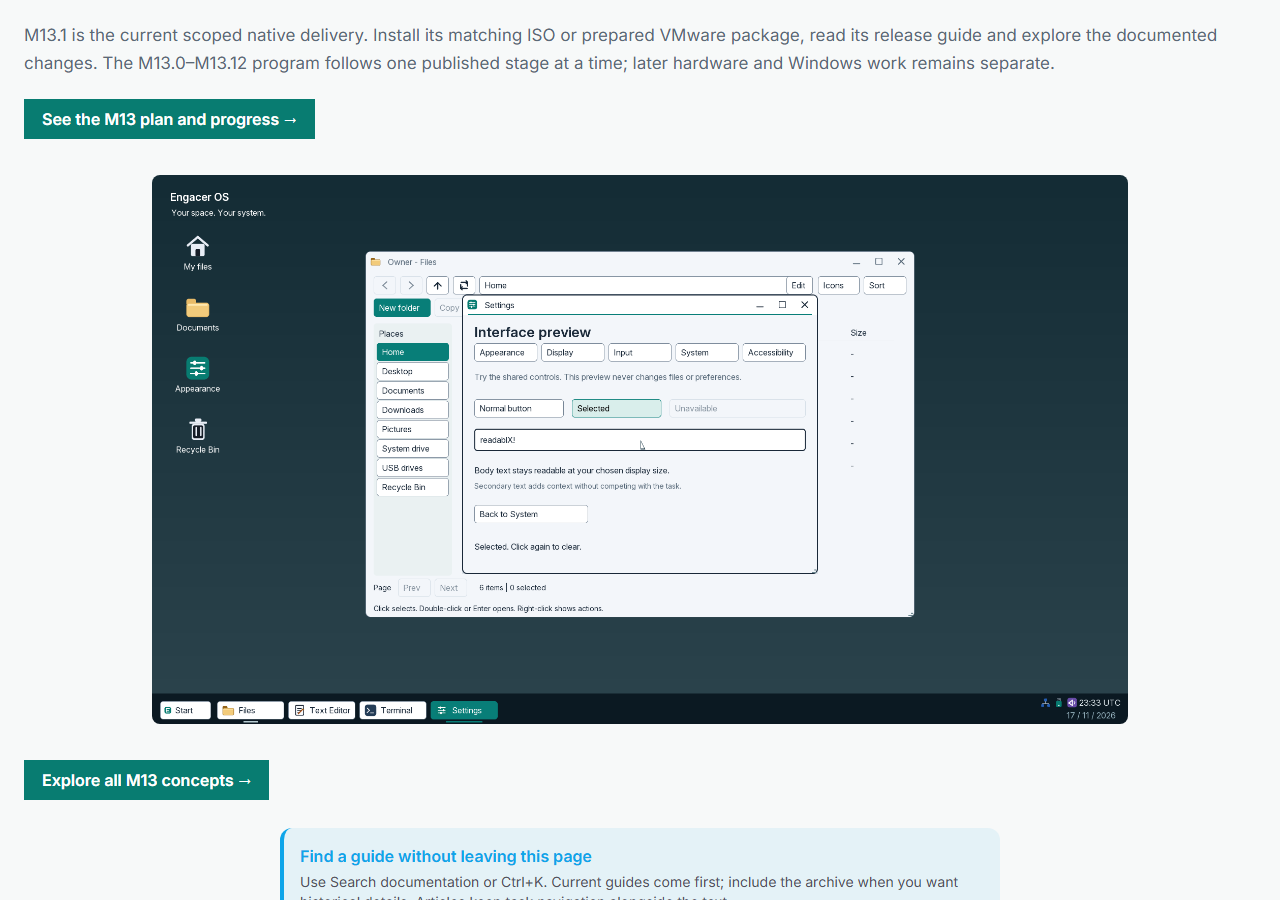 M13.1 is the current scoped native delivery. Install its matching ISO or prepared VMware package, read its release guide and explore the documented
changes. The M13.0–M13.12 program follows one published stage at a time; later hardware and Windows work remains separate.
See the M13 plan and progress →
Engacer OS
Your space. Your system.
My files
Documents
Appearance
Recycle Bin
Owner - Files
Home
Edit
Icons
Sort
New folder
Copy
Places
Home
Desktop
Documents
Downloads
Pictures
System drive
USB drives
Recycle Bin
Size
-
-
-
-
-
-
Settings
Interface preview
Appearance
Display
Input
System
Accessibility
Try the shared controls. This preview never changes files or preferences.
Normal button
Selected
Unavailable
readablX!
Body text stays readable at your chosen display size.
Secondary text adds context without competing with the task.
Back to System
Selected. Click again to clear.
Page
Prev
Next
6 items | 0 selected
Click selects. Double-click or Enter opens. Right-click shows actions.
Start
Files
Text Editor
Terminal
Settings
23:33 UTC
17 / 11 / 2026
Explore all M13 concepts →
Find a guide without leaving this page
Use Search documentation or Ctrl+K. Current guides come first; include the archive when you want